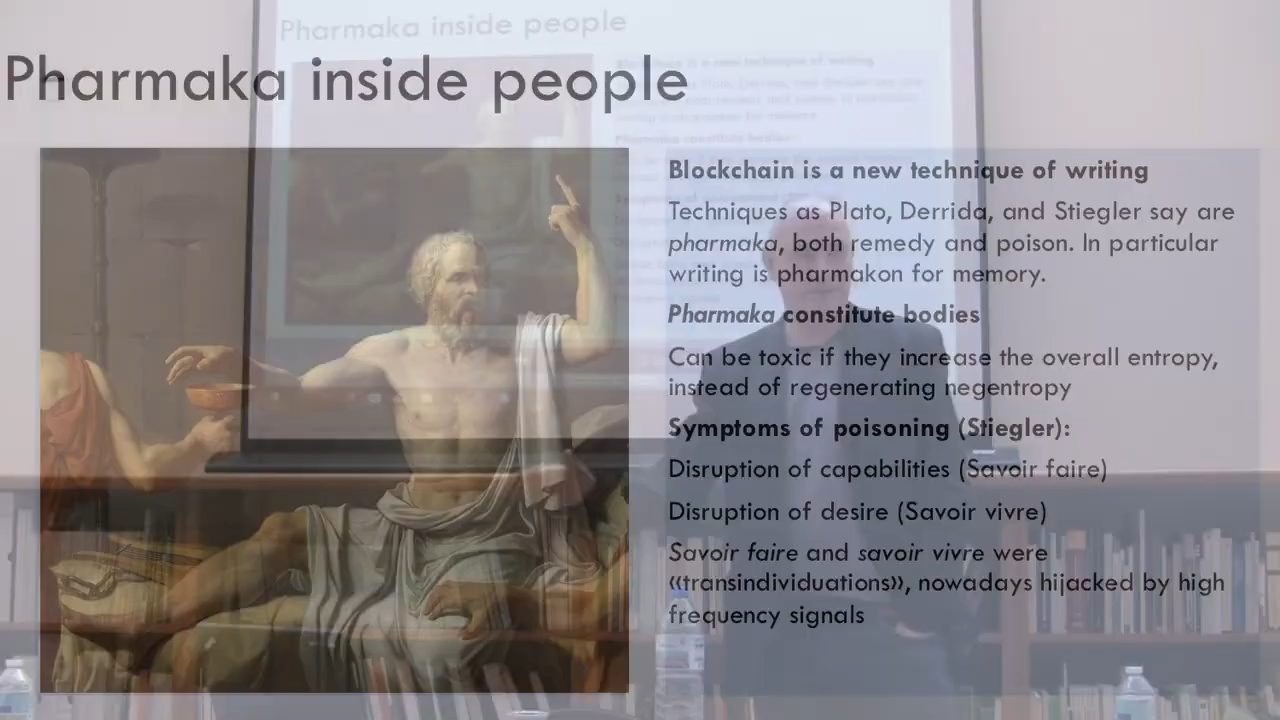 Pharmaka inside people
Pharmaka inside people
Blockchain is a new technique of writing
Techniques as Plato, Derrida, and Stiegler say are
pharmaka, both remedy and poison. In particular
writing is pharmakon for memory.
Pharmaka constitute bodies
Can be toxic if they increase the overall entropy,
instead of regenerating negentropy
Symptoms of poisoning (Stiegler):
Disruption of capabilities (Savoir faire)
Disruption of desire (Savoir vivre)
Savoir faire and savoir vivre were
«transindividuations», nowadays hijacked by high
frequency signals